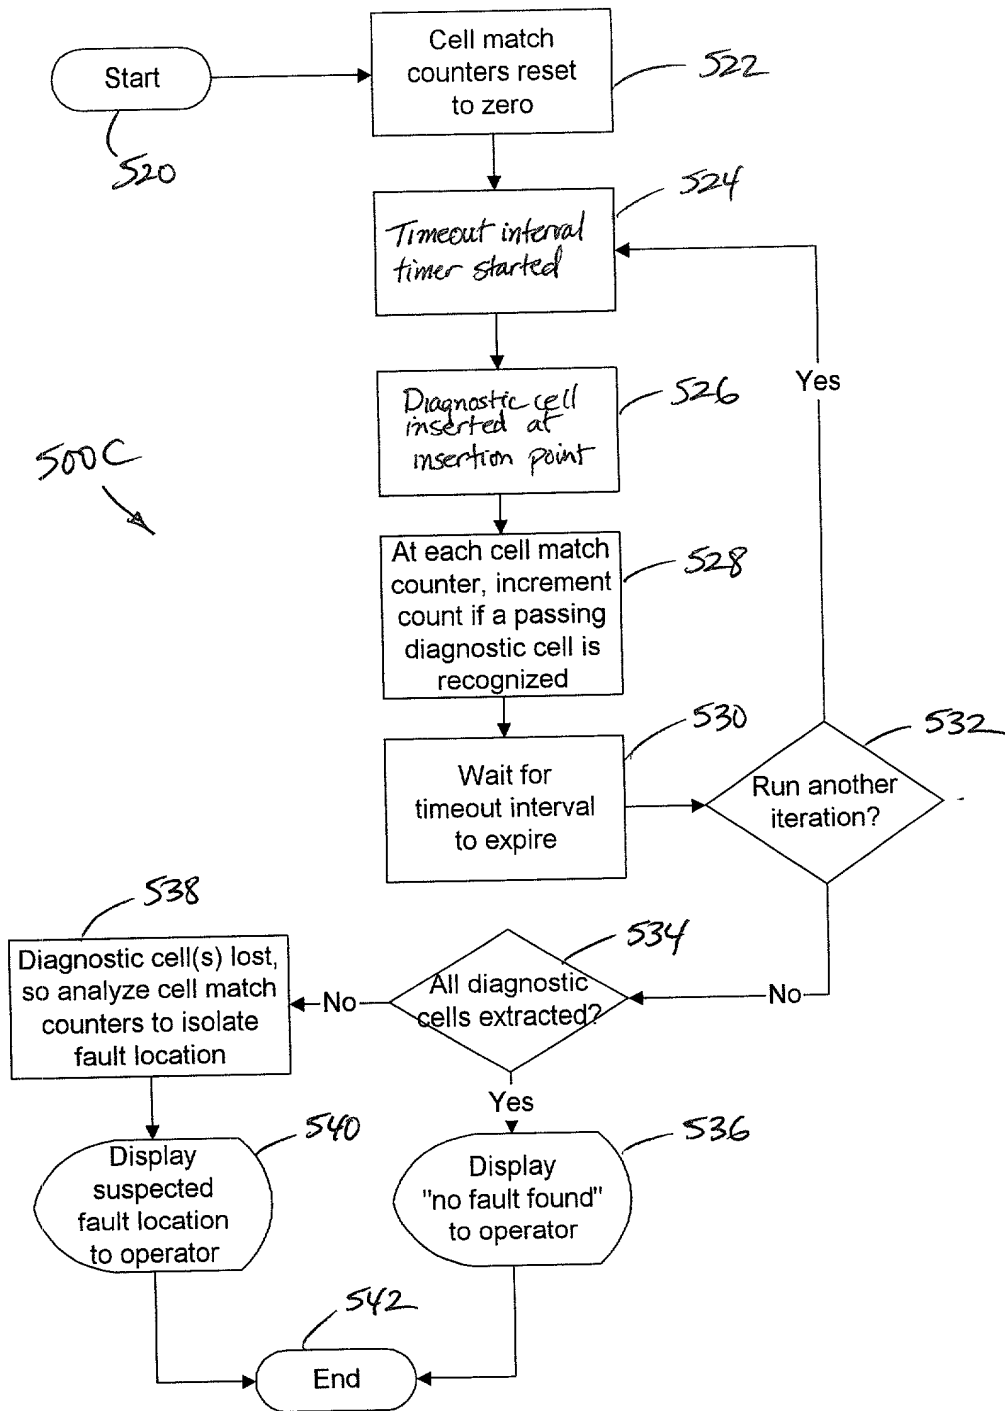 Start
520
Cell match
counters reset
to zero
522
Timeout interval
timer started
524
Diagnostic cell
inserted at
insertion point
526
Yes
500C
At each cell match
counter, increment
count if a passing
diagnostic cell is
recognized
528
Wait for
timeout interval
to expire
530
Run another
iteration?
532
No
All diagnostic
cells extracted?
534
No
Diagnostic cell(s) lost,
so analyze cell match
counters to isolate
fault location
538
Yes
Display
suspected
fault location
to operator
540
Display
"no fault found"
to operator
536
End
542